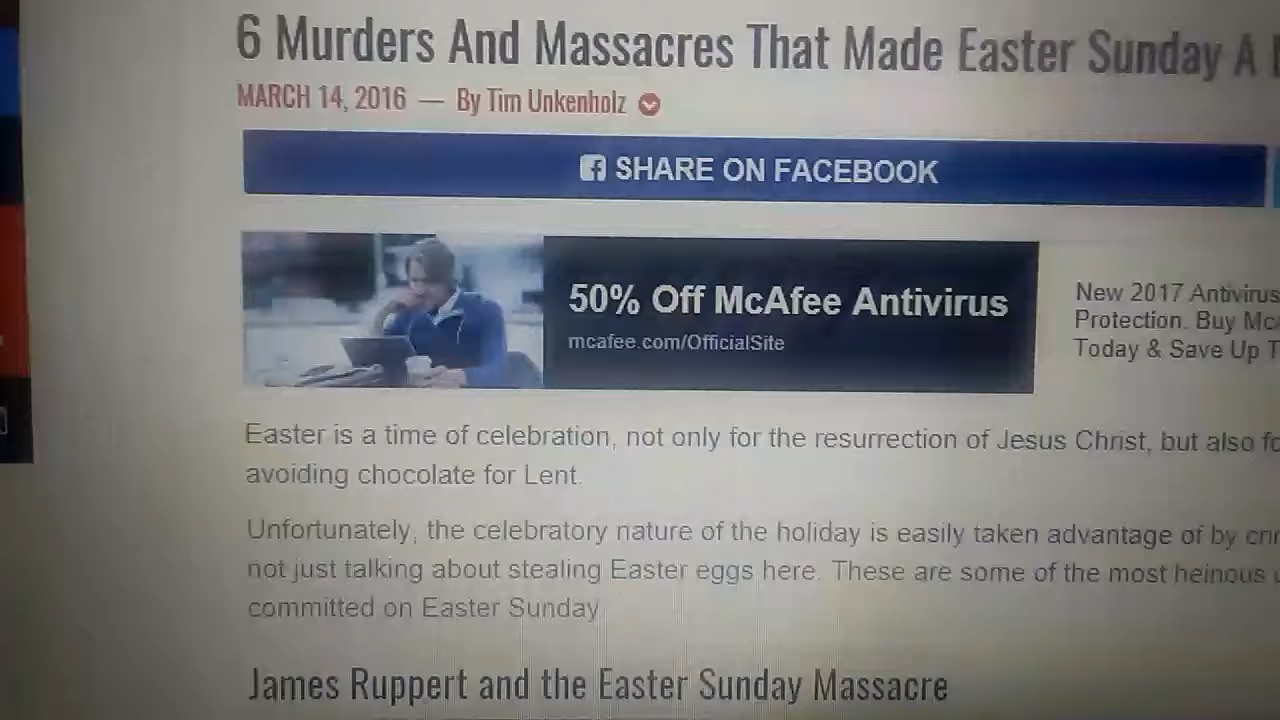 6 Murders And Massacres That Made Easter Sunday A
MARCH 14, 2016 — By Tim Unkenholz
SHARE ON FACEBOOK
50% Off McAfee Antivirus
mcafee.com/OfficialSite
New 2017 Antivirus
Protection. Buy
Today & Save Up
Easter is a time of celebration, not only for the resurrection of Jesus Christ, but also
avoiding chocolate for Lent.
Unfortunately, the celebratory nature of the holiday is easily taken advantage of by
not just talking about stealing Easter eggs here. These are some of the most heinous
committed on Easter Sunday
James Ruppert and the Easter Sunday Massacre